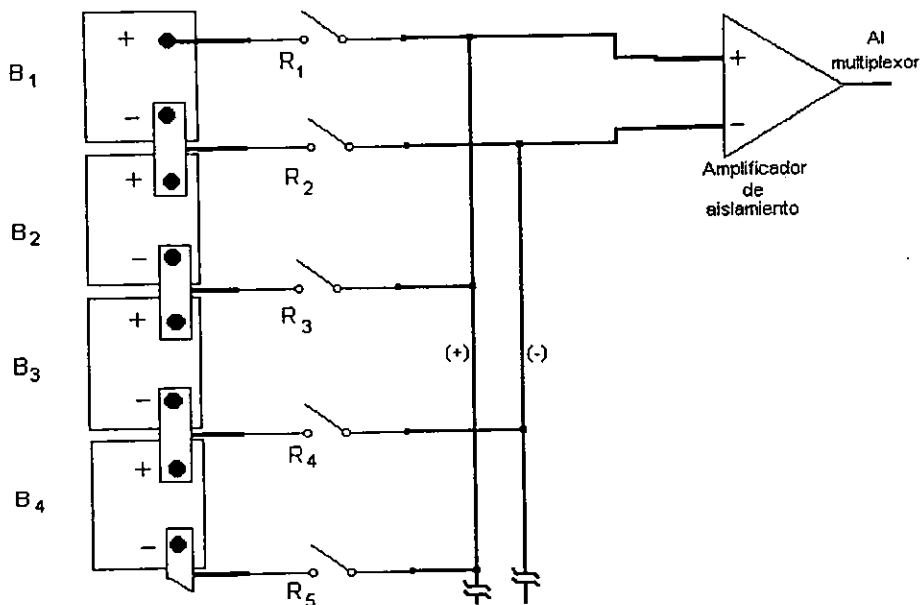 B1
+
-
R1
+
-
Al
multiplexor
Amplificador
de
aislamiento
B2
+
-
R2
B3
+
-
R3
(+)
(-)
B4
+
-
R4
R5